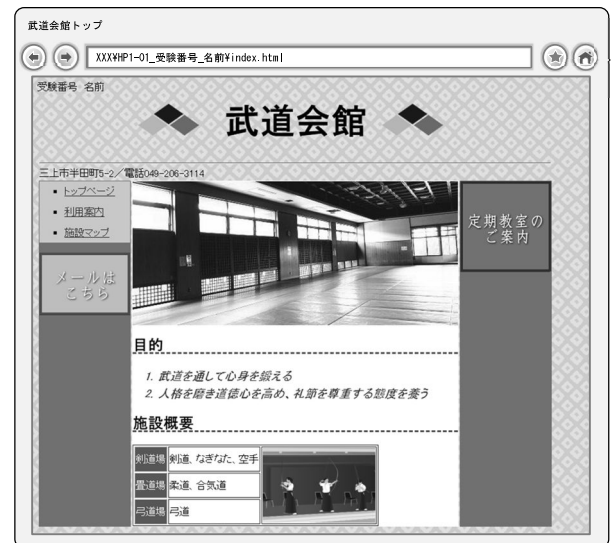 武道会館トップ
XXX¥HP1-01_受験番号_名前¥index.html
受験番号 名前
武道会館
三上市半田町5-2／電話049-206-3114
トップページ
利用案内
施設マップ
メールは
こちら
定期教室の
ご案内
目的
1. 武道を通して心身を鍛える
2. 人格を磨き道徳心を高め、礼節を尊重する態度を養う
施設概要
剣道場 剣道、なぎなた、空手
畳道場 柔道、合気道
弓道場 弓道